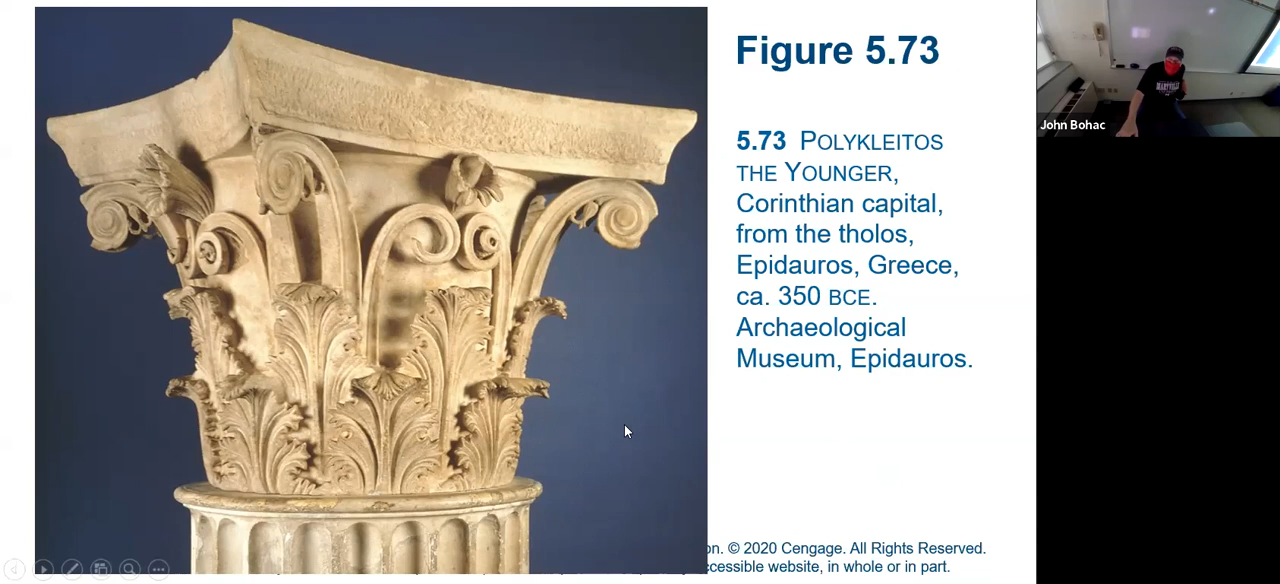 Figure 5.73
5.73 POLYKLEITOS
THE YOUNGER,
Corinthian capital,
from the tholos,
Epidauros, Greece,
ca. 350 BCE.
Archaeological
Museum, Epidauros.
on. © 2020 Cengage. All Rights Reserved.
ccessible website, in whole or in part.
John Bohac